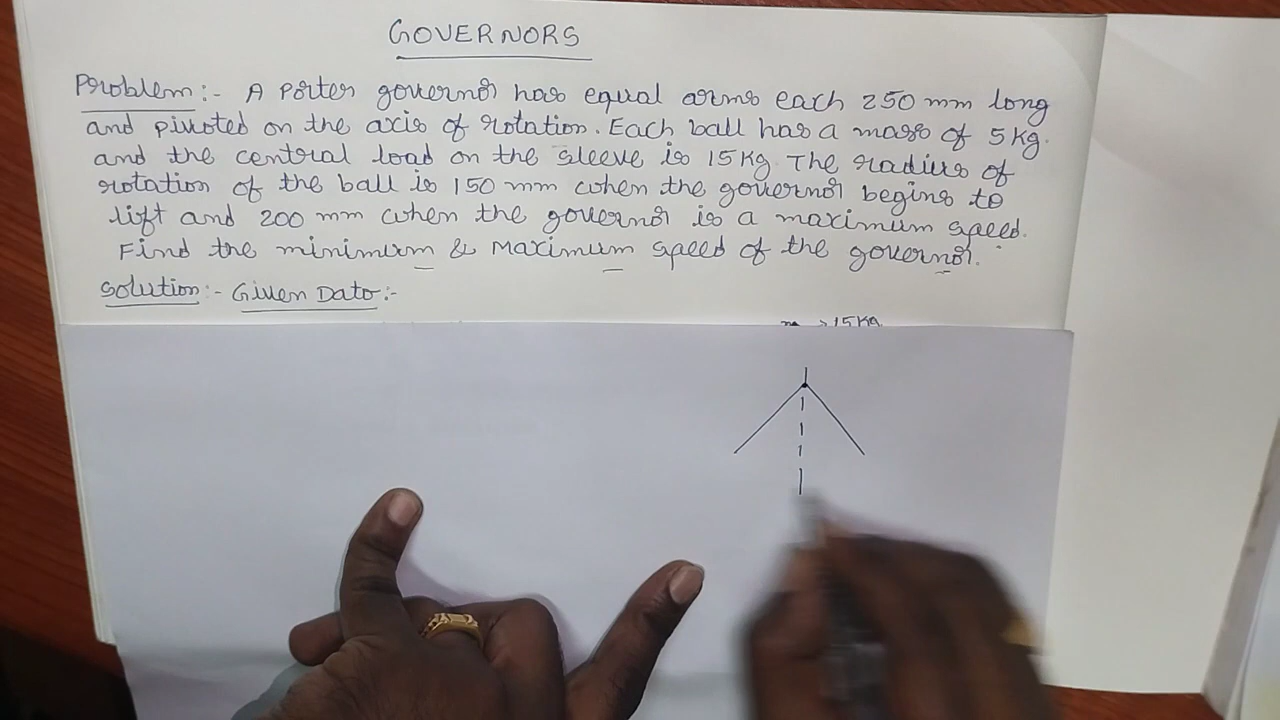 GOVERNORS
Problem:- A Porter governor has equal arms each 250 mm long
and pivoted on the axis of rotation. Each ball has a mass of 5 kg.
and the central load on the sleeve is 15 kg. The radius of
rotation of the ball is 150 mm when the governor begins to
lift and 200 mm when the governor is a maximum speed.
Find the minimum & Maximum speed of the governor.
Solution:- Given Data:-
15 kg